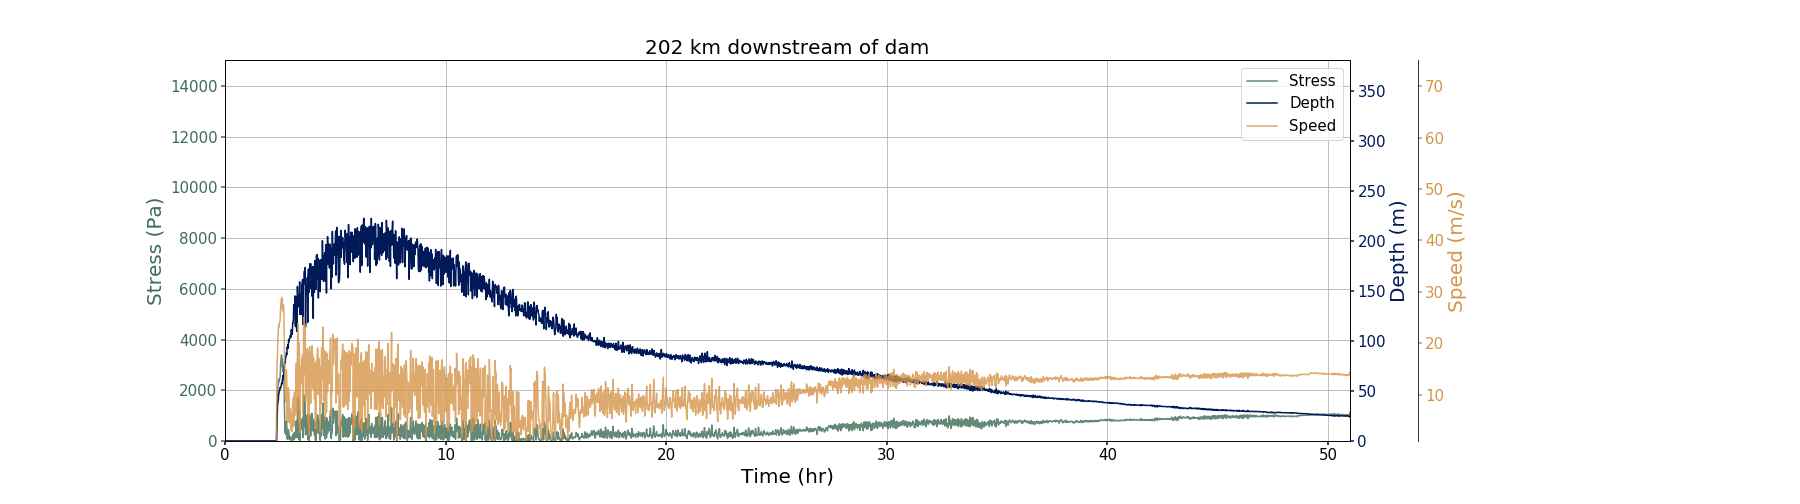 202 km downstream of dam
Stress (Pa)
14000
12000
10000
8000
6000
4000
2000
0
Stress
Depth
Speed
350
300
250
200
150
100
50
0
Depth (m)
70
60
50
40
30
20
10
Speed (m/s)
0 10 20 30 40 50
Time (hr)